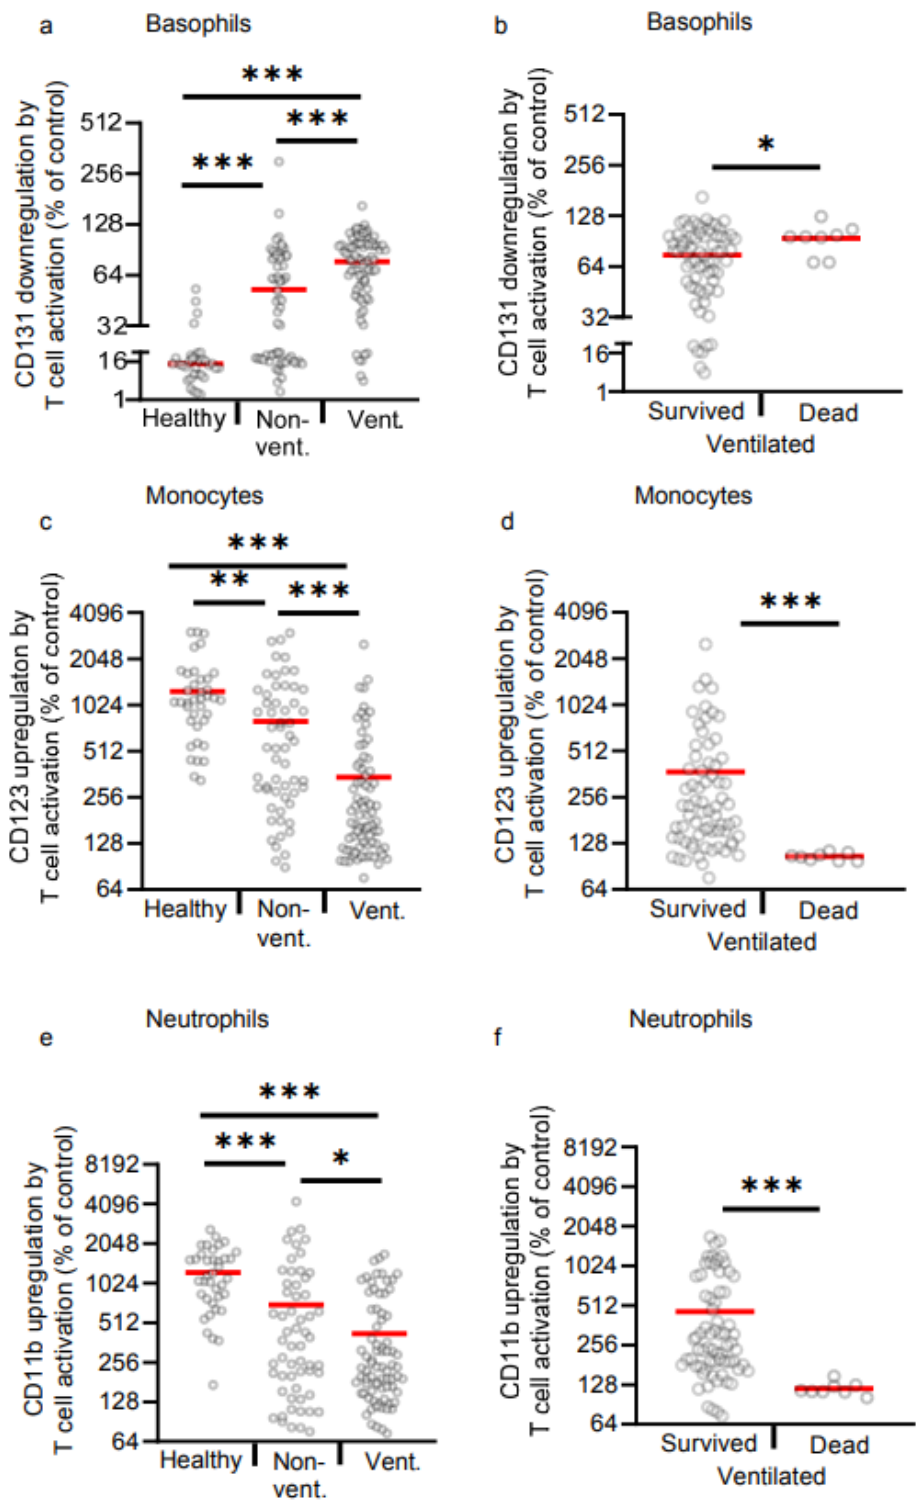 a
Basophils
CD131 downregulation by
T cell activation (% of control)
***
***
***
512
256
128
64
32
16
1
Healthy
Non-
vent.
Vent.
b
Basophils
CD131 downregulation by
T cell activation (% of control)
*
512
256
128
64
32
16
1
Survived
Dead
Ventilated
c
Monocytes
CD123 upregulaton by
T cell activation (% of control)
***
**
***
4096
2048
1024
512
256
128
64
Healthy
Non-
vent.
Vent.
d
Monocytes
CD123 upregulation by
T cell activation (% of control)
***
4096
2048
1024
512
256
128
64
Survived
Dead
Ventilated
e
Neutrophils
CD11b upregulation by
T cell activation (% of control)
***
***
*
8192
4096
2048
1024
512
256
128
64
Healthy
Non-
vent.
Vent.
f
Neutrophils
CD11b upregulation by
T cell activation (% of control)
***
8192
4096
2048
1024
512
256
128
64
Survived
Dead
Ventilated